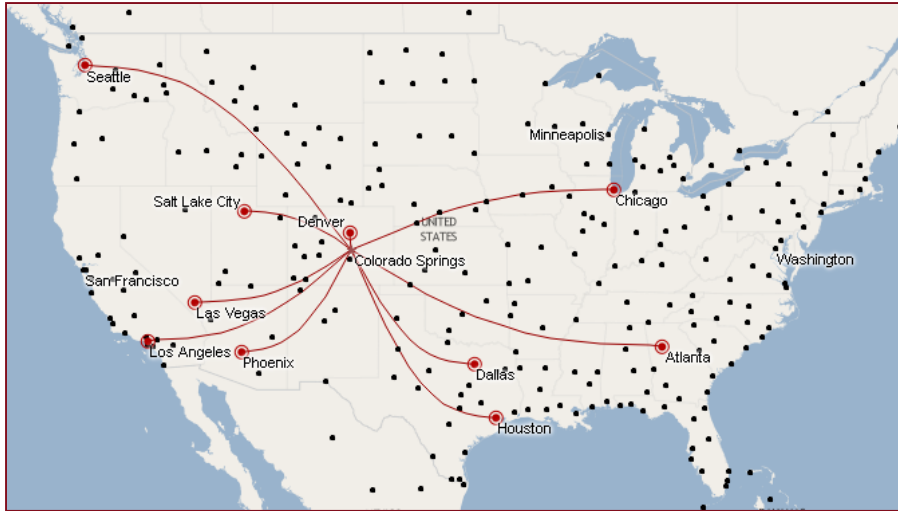 Seattle
Minneapolis
Salt Lake City
Chicago
Denver
UNITED
STATES
Colorado Springs
Washington
San Francisco
Las Vegas
Los Angeles
Phoenix
Atlanta
Dallas
Houston